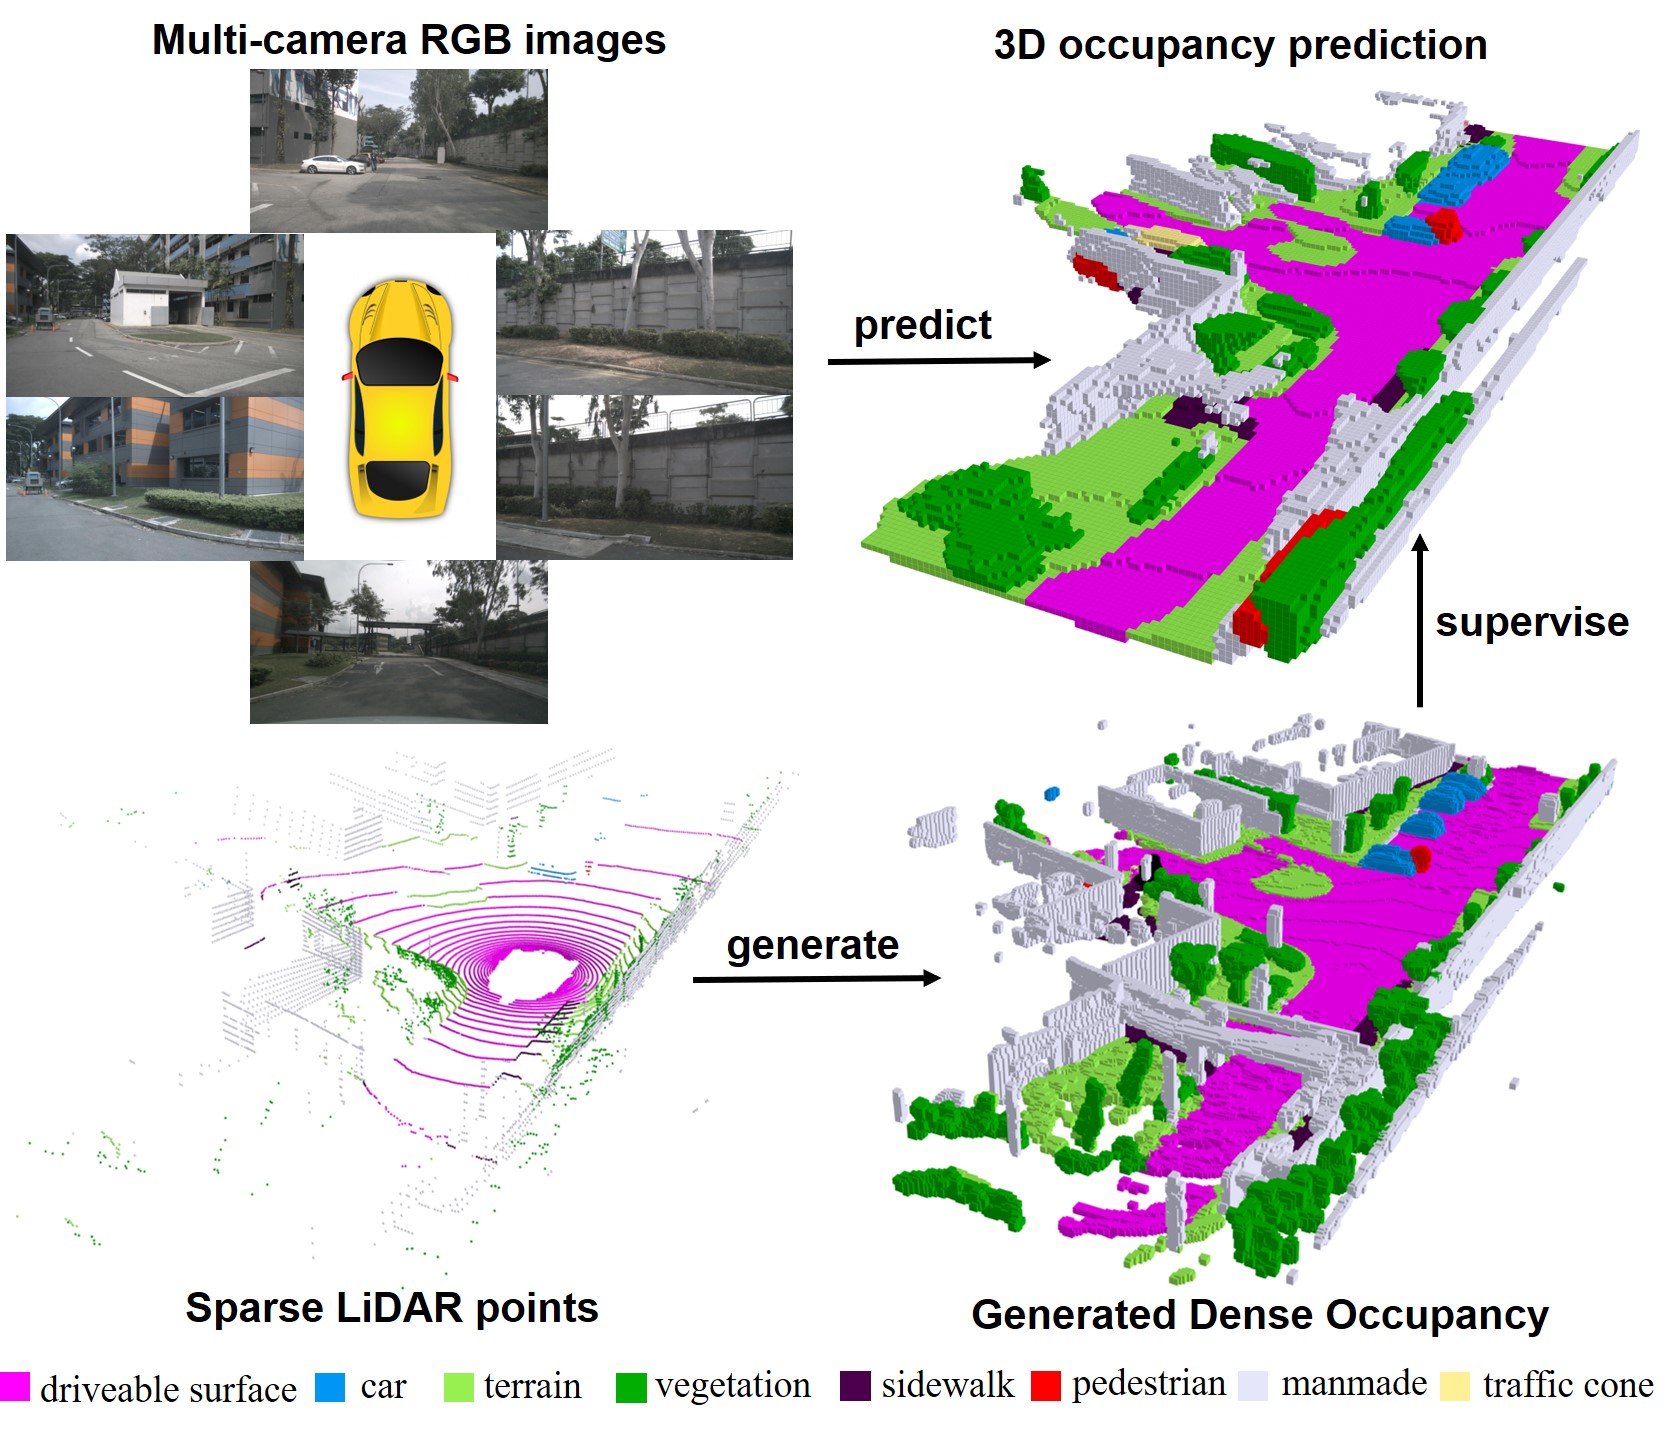 Multi-camera RGB images
3D occupancy prediction
predict
supervise
generate
Sparse LiDAR points
Generated Dense Occupancy
driveable surface
car
terrain
vegetation
sidewalk
pedestrian
manmade
traffic cone